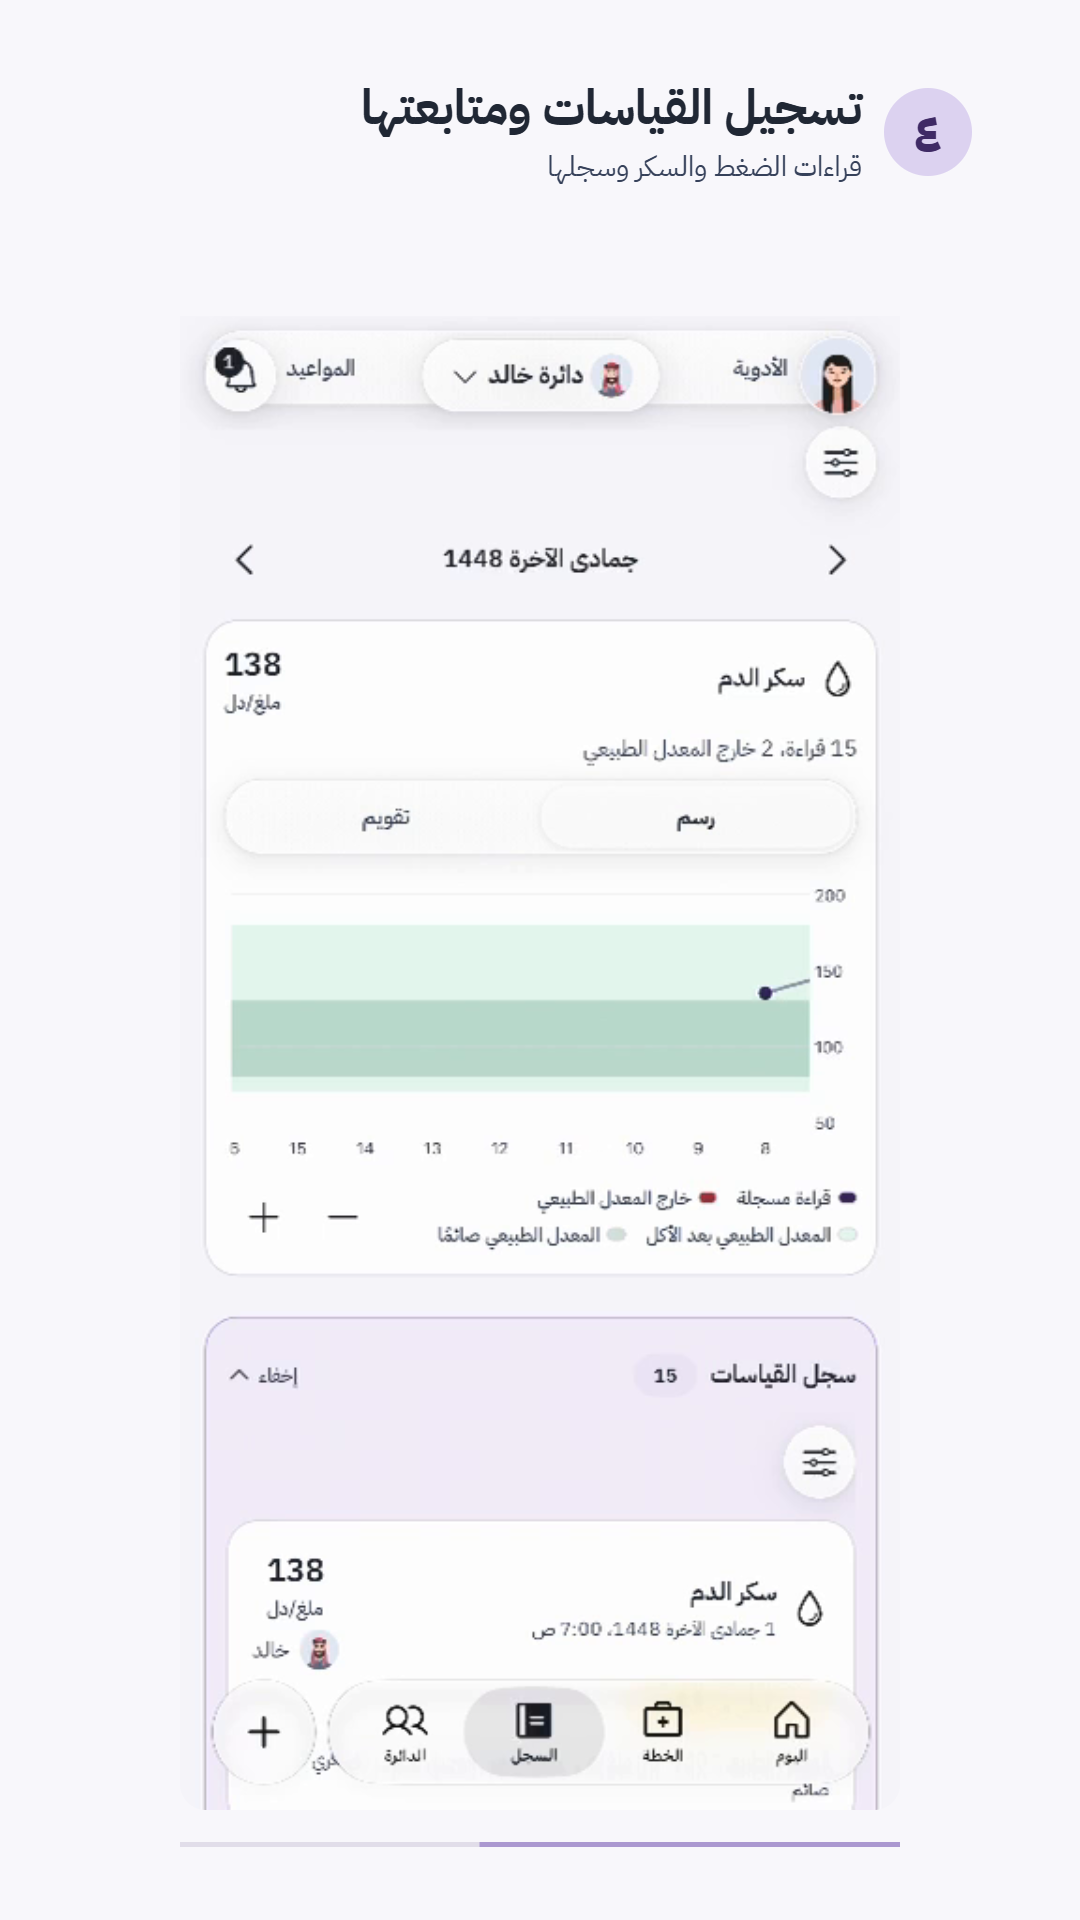 ٤
تسجيل القياسات ومتابعتها
قراءات الضغط والسكر وسجلها
الأدوية
دائرة خالد
المواعيد
1
جمادى الآخرة 1448
سكر الدم
138
ملغ/دل
15 قراءة، 2 خارج المعدل الطبيعي
رسم
تقويم
200
150
100
50
8 9 10 11 12 13 14 15
قراءة مسجلة
خارج المعدل الطبيعي
المعدل الطبيعي بعد الأكل
المعدل الطبيعي صائمًا
سجل القياسات
15
إخفاء
سكر الدم
138
ملغ/دل
1 جمادى الآخرة 1448، 7:00 ص
خالد
اليوم
الخطة
السجل
الدائرة
صائم